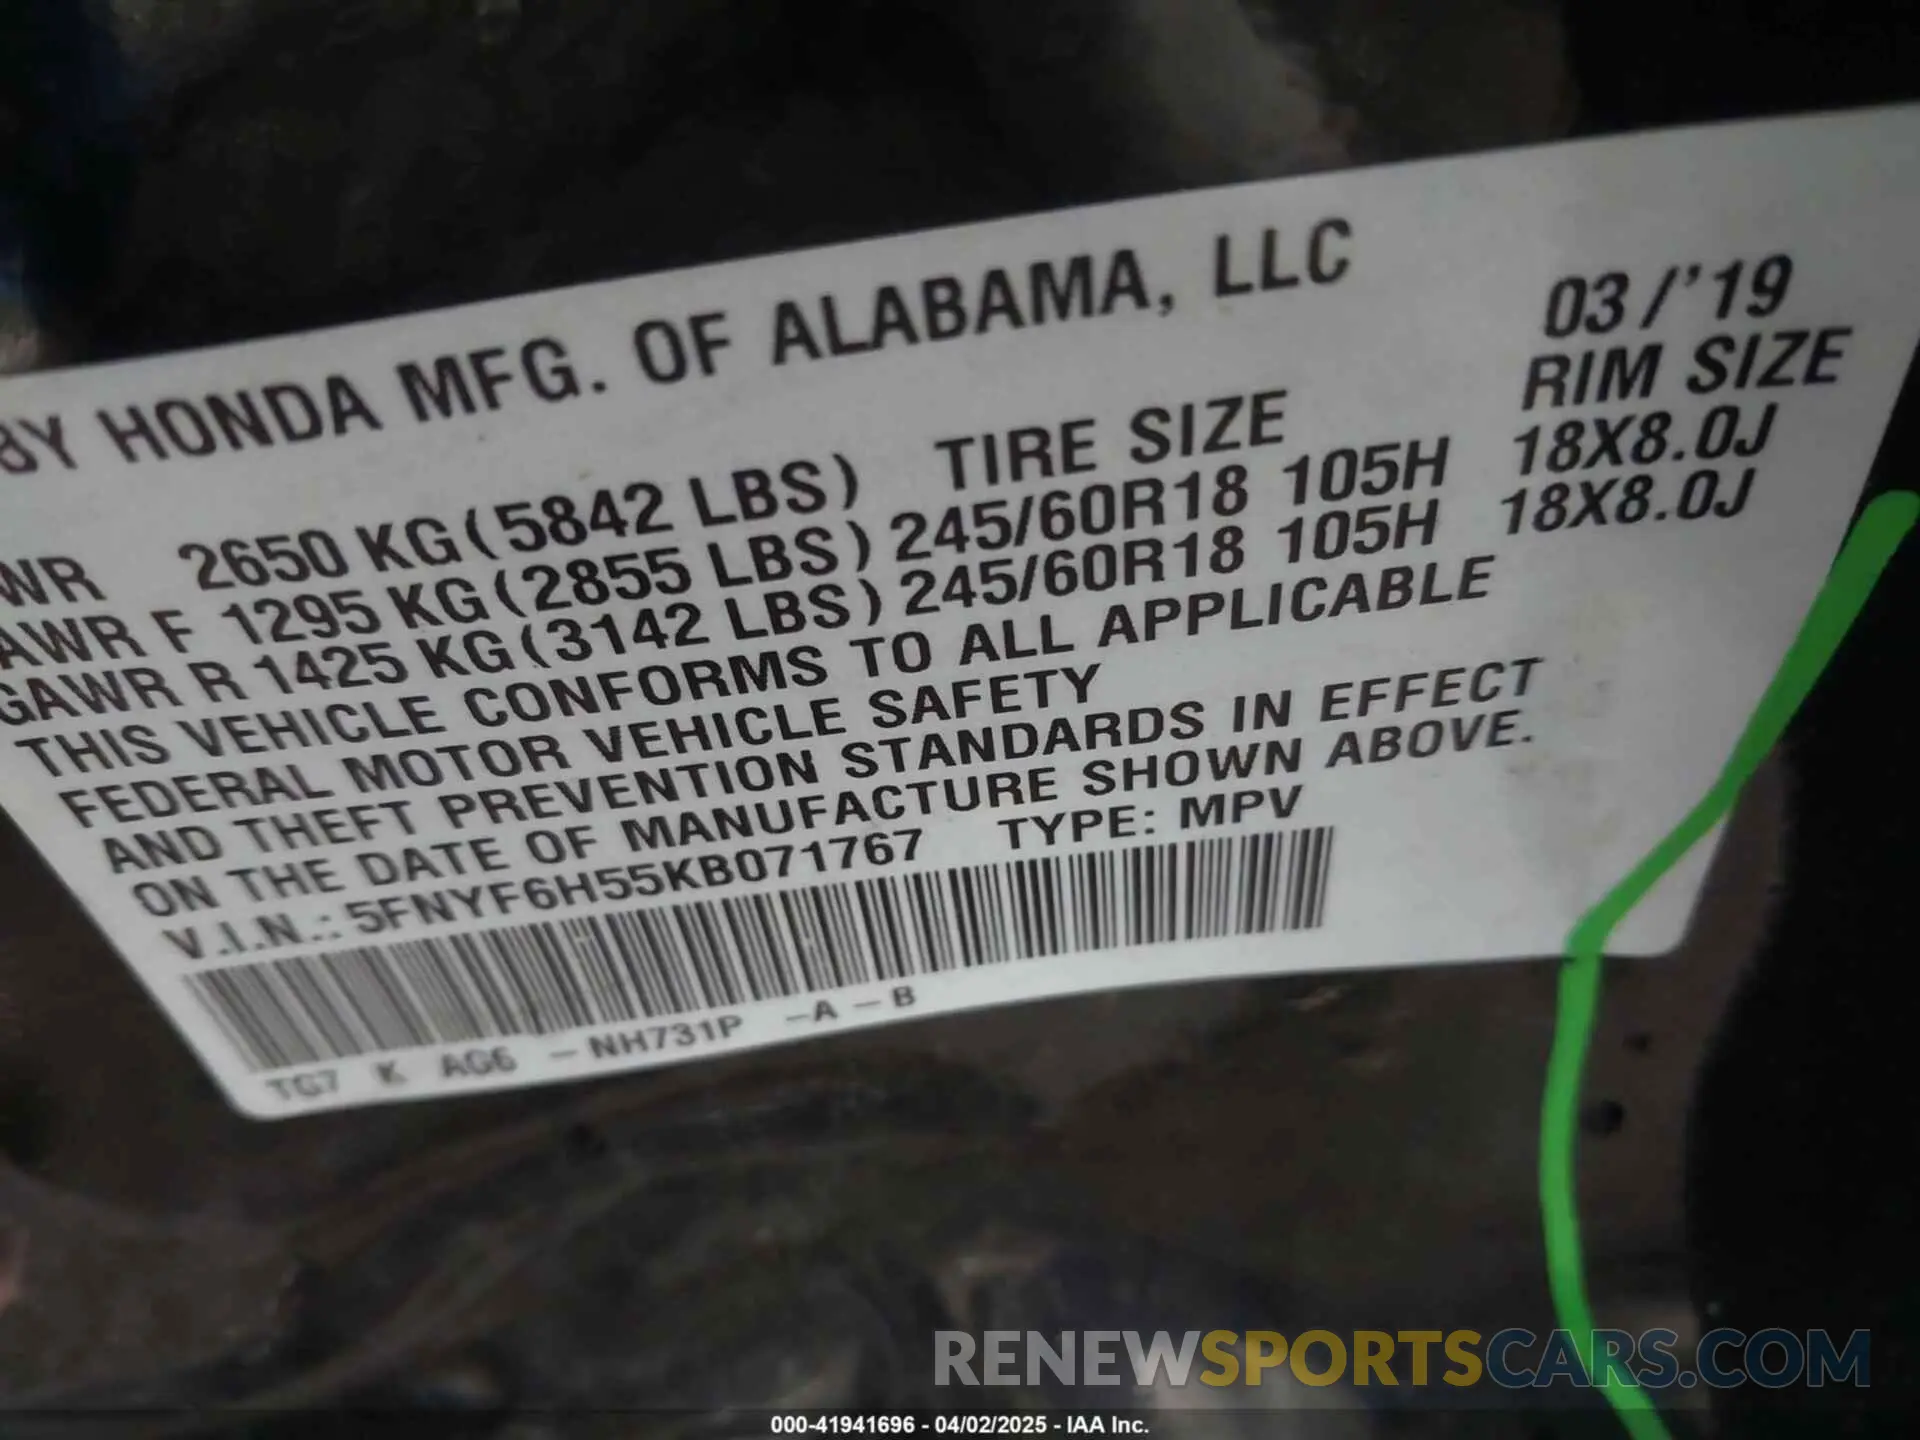 BY HONDA MFG. OF ALABAMA, LLC 03/'19
WR 2650 KG(5842 LBS) TIRE SIZE RIM SIZE
AWR F 1295 KG(2855 LBS) 245/60R18 105H 18X8.0J
GAWR R 1425 KG(3142 LBS) 245/60R18 105H 18X8.0J
THIS VEHICLE CONFORMS TO ALL APPLICABLE
FEDERAL MOTOR VEHICLE SAFETY
AND THEFT PREVENTION STANDARDS IN EFFECT
ON THE DATE OF MANUFACTURE SHOWN ABOVE.
V.I.N.: 5FNYF6H55KB071767 TYPE: MPV
TG7 K AG6 -NH731P -A-B
RENEWSPORTSCARS.COM
000-41941696 - 04/02/2025 - IAA Inc.